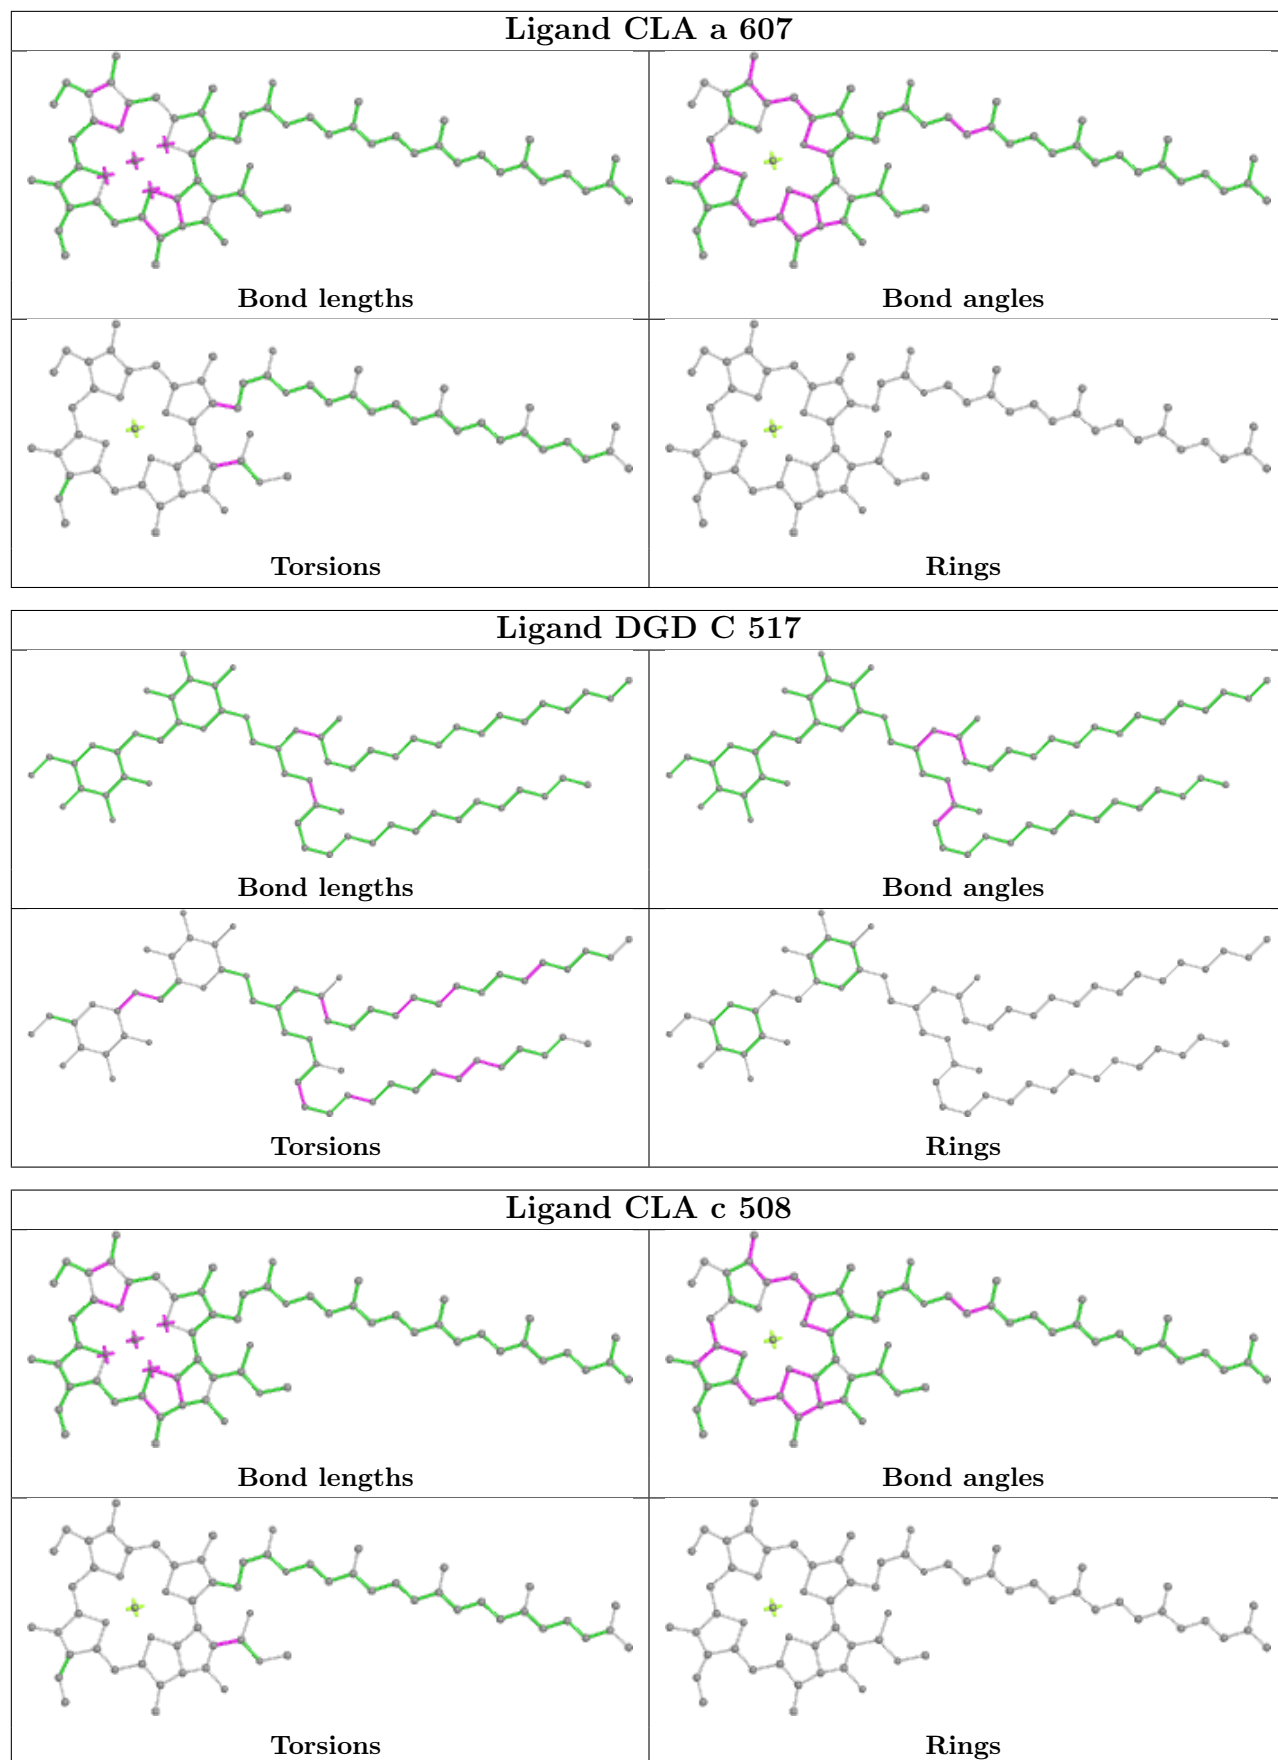 Ligand CLA a 607
Bond lengths
Bond angles
Torsions
Rings
Ligand DGD C 517
Bond lengths
Bond angles
Torsions
Rings
Ligand CLA c 508
Bond lengths
Bond angles
Torsions
Rings